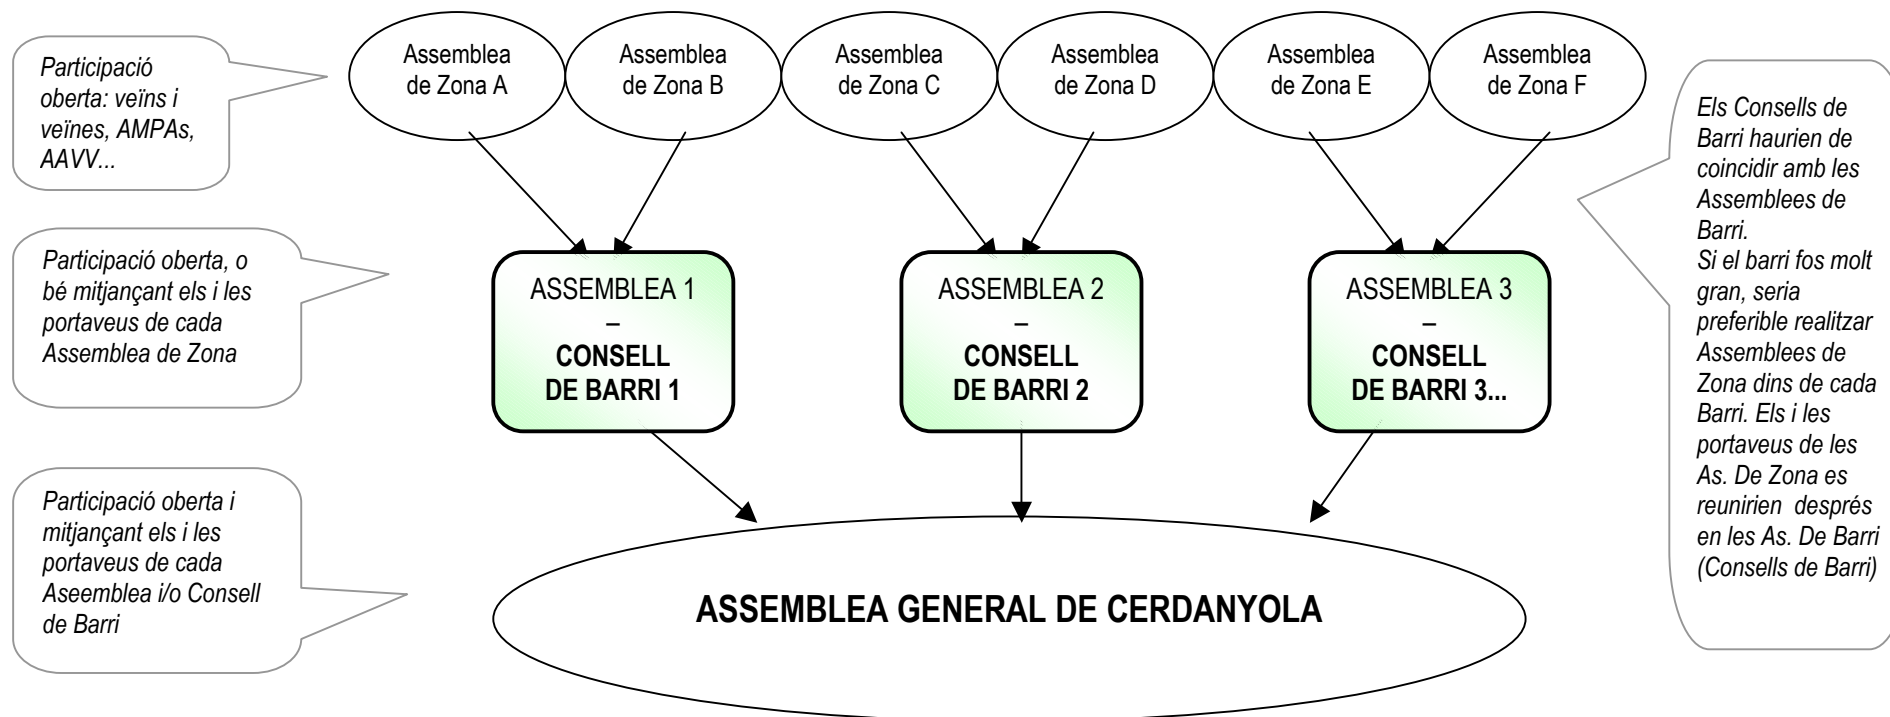 Participació
oberta: veïns i
veïnes, AMPAs,
AAVV...
Assemblea
de Zona A
Assemblea
de Zona B
Assemblea
de Zona C
Assemblea
de Zona D
Assemblea
de Zona E
Assemblea
de Zona F
Els Consells de
Barri haurien de
coincidir amb les
Assemblees de
Barri.
Si el barri fos molt
gran, seria
preferible realitzar
Assemblees de
Zona dins de cada
Barri. Els i les
portaveus de les
As. De Zona es
reunirien després
en les As. De Barri
(Consells de Barri)
Participació oberta, o
bé mitjançant els i les
portaveus de cada
Assemblea de Zona
ASSEMBLEA 1
–
CONSELL
DE BARRI 1
ASSEMBLEA 2
–
CONSELL
DE BARRI 2
ASSEMBLEA 3
–
CONSELL
DE BARRI 3...
Participació oberta i
mitjançant els i les
portaveus de cada
Aseemblea i/o Consell
de Barri
ASSEMBLEA GENERAL DE CERDANYOLA